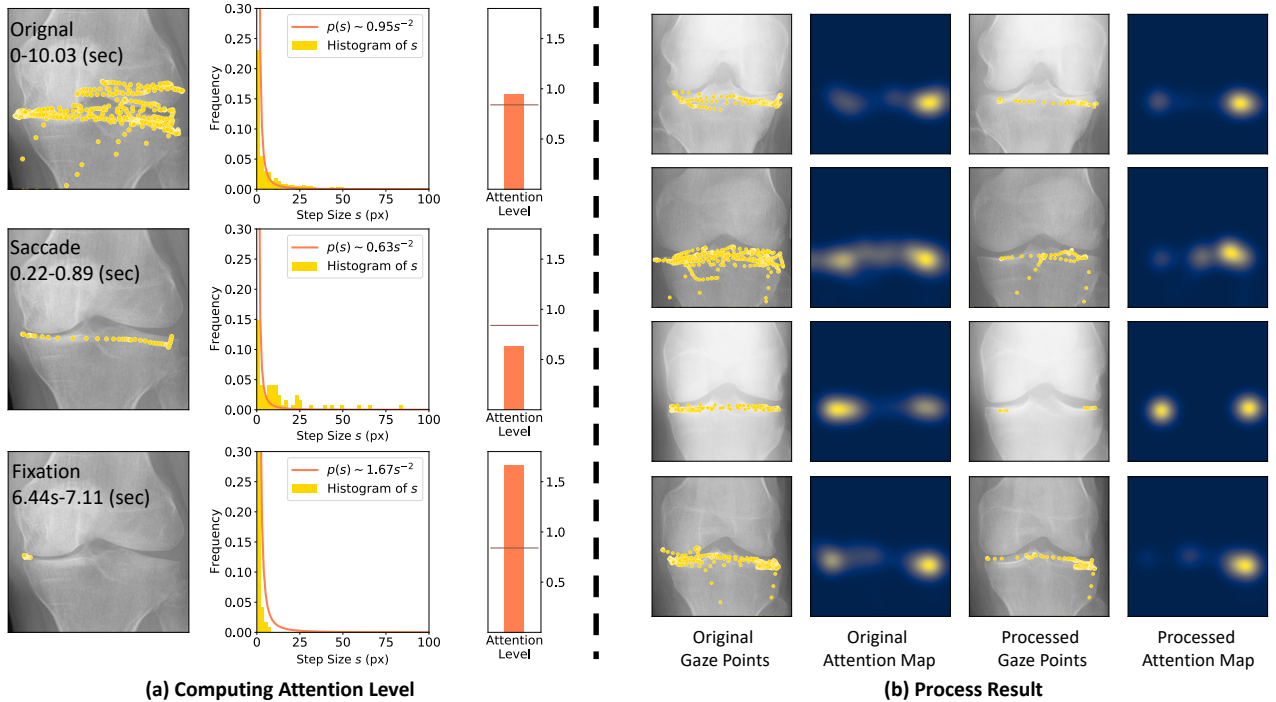 Orignal
0-10.03 (sec)
0.30
0.25
0.20
0.15
0.10
0.05
0.00
Frequency
p(s) ~ 0.95s⁻²
Histogram of s
0 25 50 75 100
Step Size s (px)
1.5
1.0
0.5
Attention
Level
Saccade
0.22-0.89 (sec)
0.30
0.25
0.20
0.15
0.10
0.05
0.00
Frequency
p(s) ~ 0.63s⁻²
Histogram of s
0 25 50 75 100
Step Size s (px)
1.5
1.0
0.5
Attention
Level
Fixation
6.44s-7.11 (sec)
0.30
0.25
0.20
0.15
0.10
0.05
0.00
Frequency
p(s) ~ 1.67s⁻²
Histogram of s
0 25 50 75 100
Step Size s (px)
1.5
1.0
0.5
Attention
Level
(a) Computing Attention Level
Original
Gaze Points
Original
Attention Map
Processed
Gaze Points
Processed
Attention Map
(b) Process Result